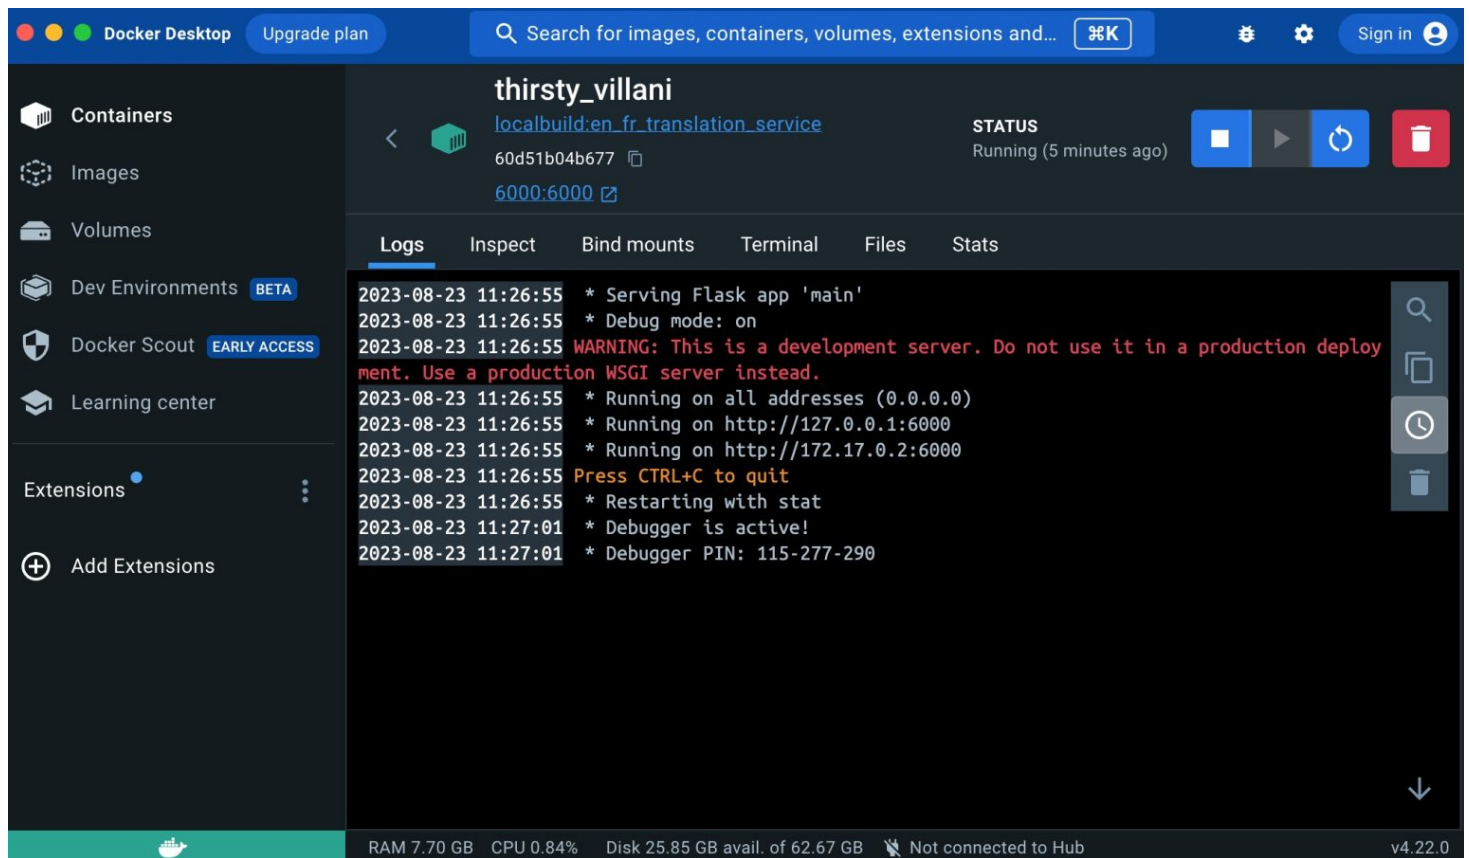 Docker Desktop
Upgrade plan
Search for images, containers, volumes, extensions and...
⌘K
Sign in
Containers
Images
Volumes
Dev Environments BETA
Docker Scout EARLY ACCESS
Learning center
Extensions
Add Extensions
thirsty_villani
localbuild:en_fr_translation_service
60d51b04b677
6000:6000
STATUS
Running (5 minutes ago)
Logs Inspect Bind mounts Terminal Files Stats
2023-08-23 11:26:55 * Serving Flask app 'main'
2023-08-23 11:26:55 * Debug mode: on
2023-08-23 11:26:55 WARNING: This is a development server. Do not use it in a production deploy
ment. Use a production WSGI server instead.
2023-08-23 11:26:55 * Running on all addresses (0.0.0.0)
2023-08-23 11:26:55 * Running on http://127.0.0.1:6000
2023-08-23 11:26:55 * Running on http://172.17.0.2:6000
2023-08-23 11:26:55 Press CTRL+C to quit
2023-08-23 11:26:55 * Restarting with stat
2023-08-23 11:27:01 * Debugger is active!
2023-08-23 11:27:01 * Debugger PIN: 115-277-290
RAM 7.70 GB CPU 0.84% Disk 25.85 GB avail. of 62.67 GB Not connected to Hub v4.22.0